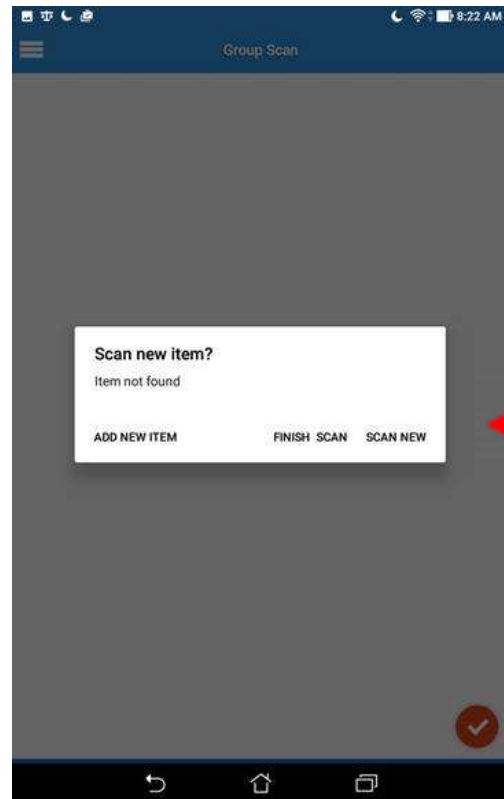 8:22 AM
Group Scan
Scan new item?
Item not found
ADD NEW ITEM FINISH SCAN SCAN NEW